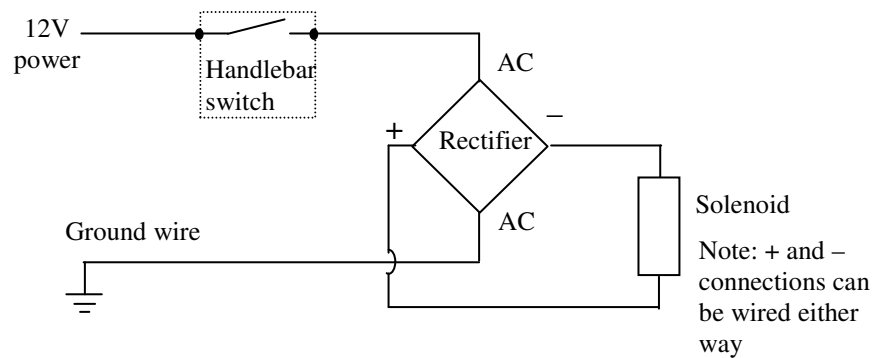 12V
power
Handlebar
switch
AC
+
Rectifier
–
AC
Ground wire
Solenoid
Note: + and –
connections can
be wired either
way